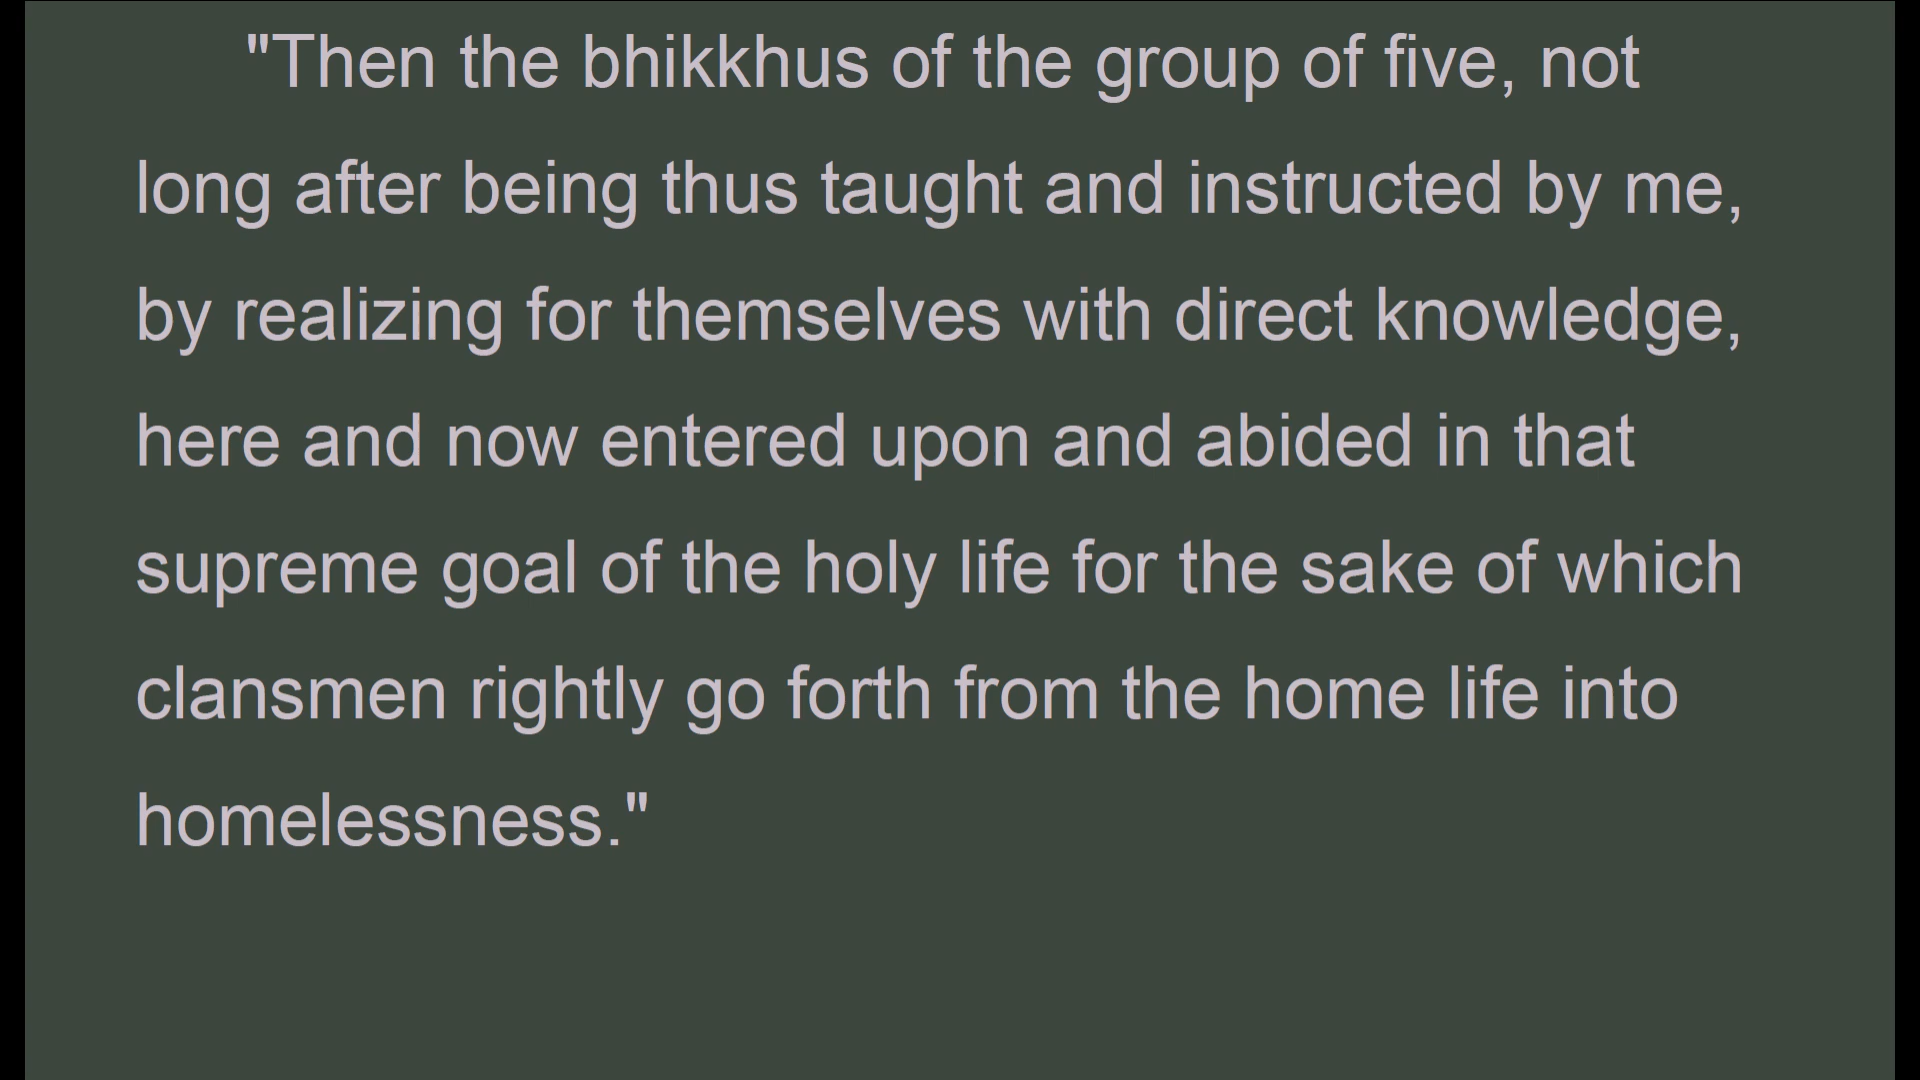 "Then the bhikkhus of the group of five, not
long after being thus taught and instructed by me,
by realizing for themselves with direct knowledge,
here and now entered upon and abided in that
supreme goal of the holy life for the sake of which
clansmen rightly go forth from the home life into
homelessness."